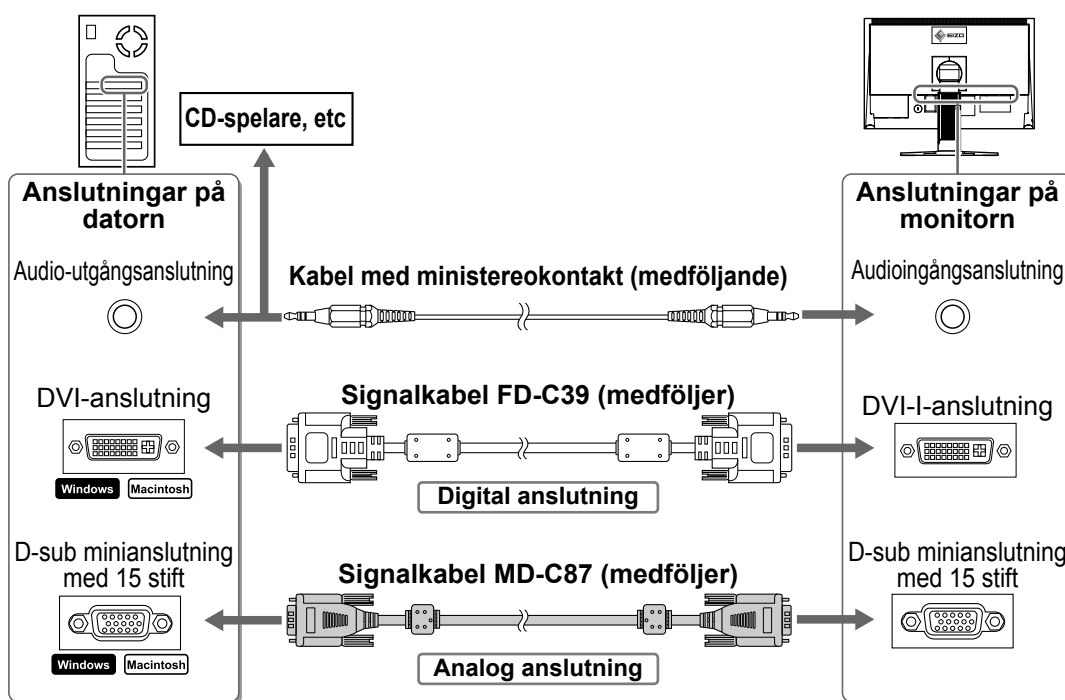 EIZO
CD-spelare, etc
Anslutningar på
datorn
Anslutningar på
monitorn
Audio-utgångsanslutning
Kabel med ministereokontakt (medföljande)
Audioingångsanslutning
DVI-anslutning
Windows Macintosh
Signalkabel FD-C39 (medföljer)
Digital anslutning
DVI-I-anslutning
D-sub minianslutning
med 15 stift
Windows Macintosh
Signalkabel MD-C87 (medföljer)
Analog anslutning
D-sub minianslutning
med 15 stift